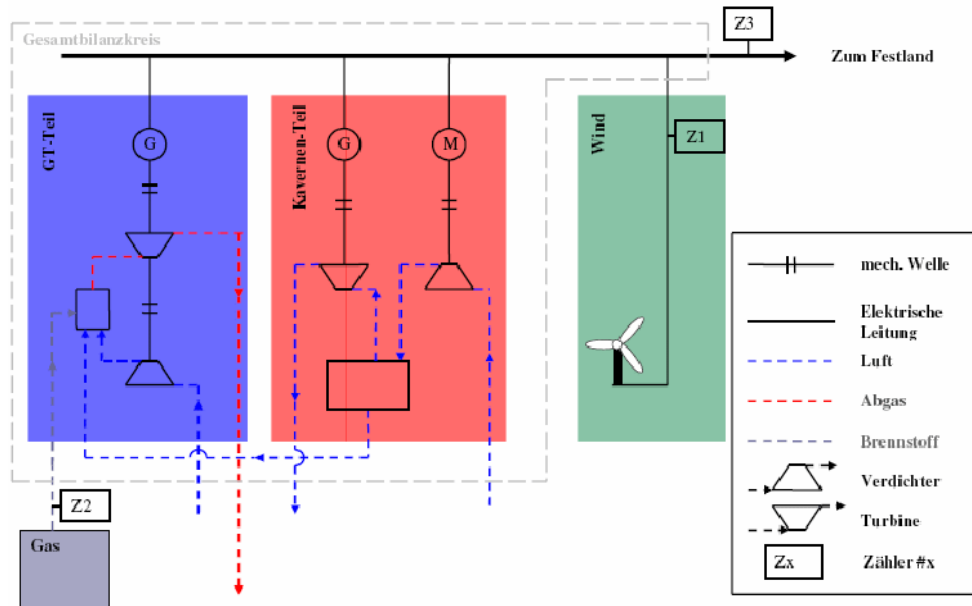 Z3
Gesamtbilanzkreis
Zum Festland
GT-Teil
G
Kavernen-Teil
G
M
Wind
Z1
mech. Welle
Elektrische
Leitung
Luft
Abgas
Brennstoff
Verdichter
Turbine
Zx
Zähler #x
Z2
Gas